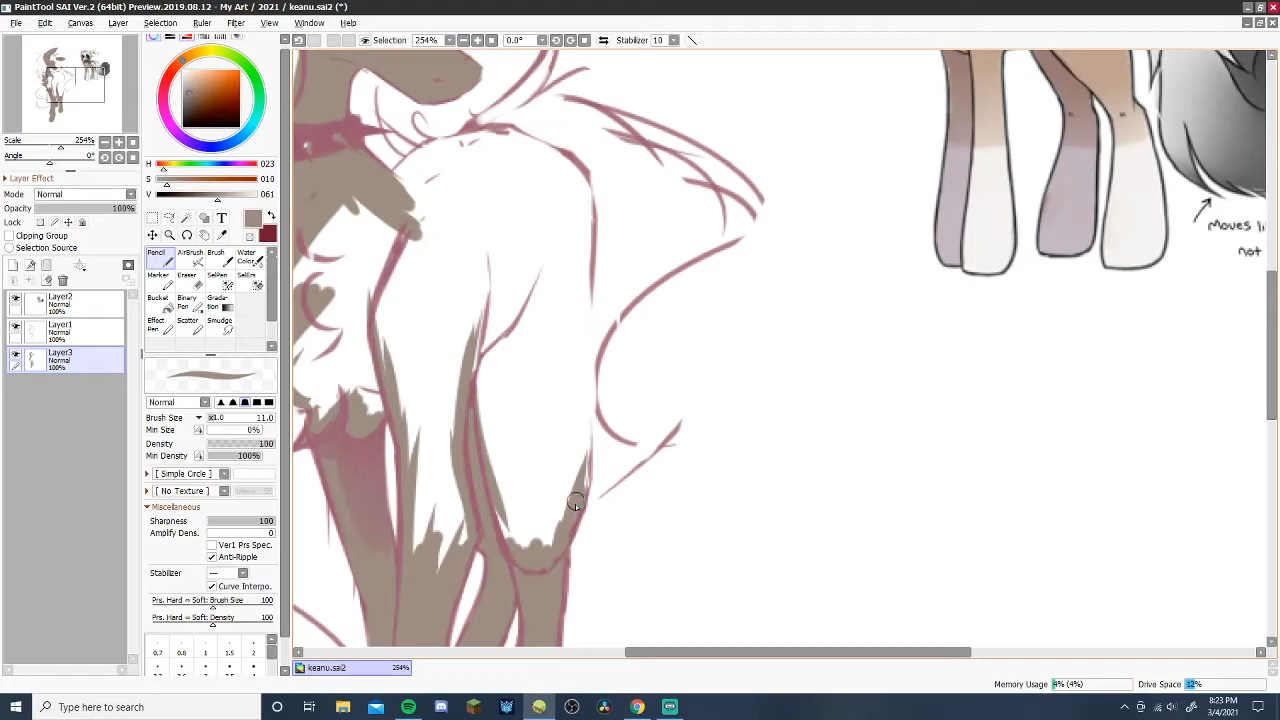 PaintTool SAI Ver.2 (64bit) Preview.2019.08.12 - My Art / 2021 / keanu.sai2 (*)
File Edit Canvas Layer Selection Ruler Filter View Window Help
Selection 254% 0.0° Stabilizer 10
Scale 254%
Angle 0°
Layer Effect
Mode Normal
Opacity 100%
Lock
Clipping Group
Selection Source
Layer2
Normal
100%
Layer1
Normal
100%
Layer3
Normal
100%
H 023
S 010
V 061
T
Pencil AirBrush Brush Water Color
Marker Eraser SelPen SelErs
Bucket Binary Pen Gradation
Effect Pen Scatter Smudge
Normal
Brush Size x1.0 11.0
Min Size 0%
Density 100
Min Density 100%
[ Simple Circle ]
[ No Texture ]
Miscellaneous
Sharpness 100
Amplify Dens. 0
Ver1 Prs Spec.
Anti-Ripple
Stabilizer ---
Curve Interpo.
Prs. Hard ↔ Soft: Brush Size 100
Prs. Hard ↔ Soft: Density 100
0.7 0.8 1 1.5 2
Moves li
not
keanu.sai2 254%
Memory Usage 4% (4%) Drive Space 12%
Type here to search
8:23 PM
3/4/2021